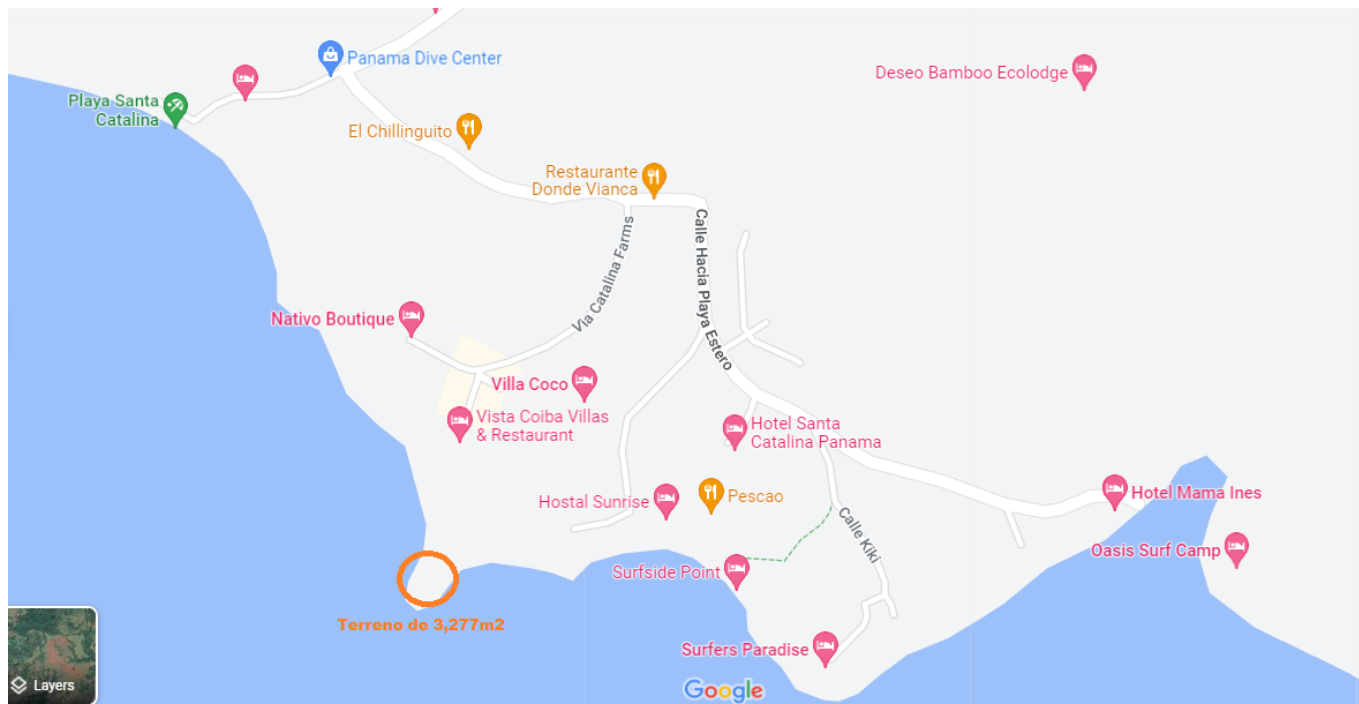 Panama Dive Center
Deseo Bamboo Ecolodge
Playa Santa
Catalina
El Chillinguito
Restaurante
Donde Vianca
Calle Hacia Playa Estero
Via Catalina Farms
Nativo Boutique
Villa Coco
Vista Coiba Villas
& Restaurant
Hotel Santa
Catalina Panama
Hostal Sunrise
Pescao
Hotel Mama Ines
Calle Kiki
Oasis Surf Camp
Surfside Point
Terreno de 3,277m2
Surfers Paradise
Layers
Google